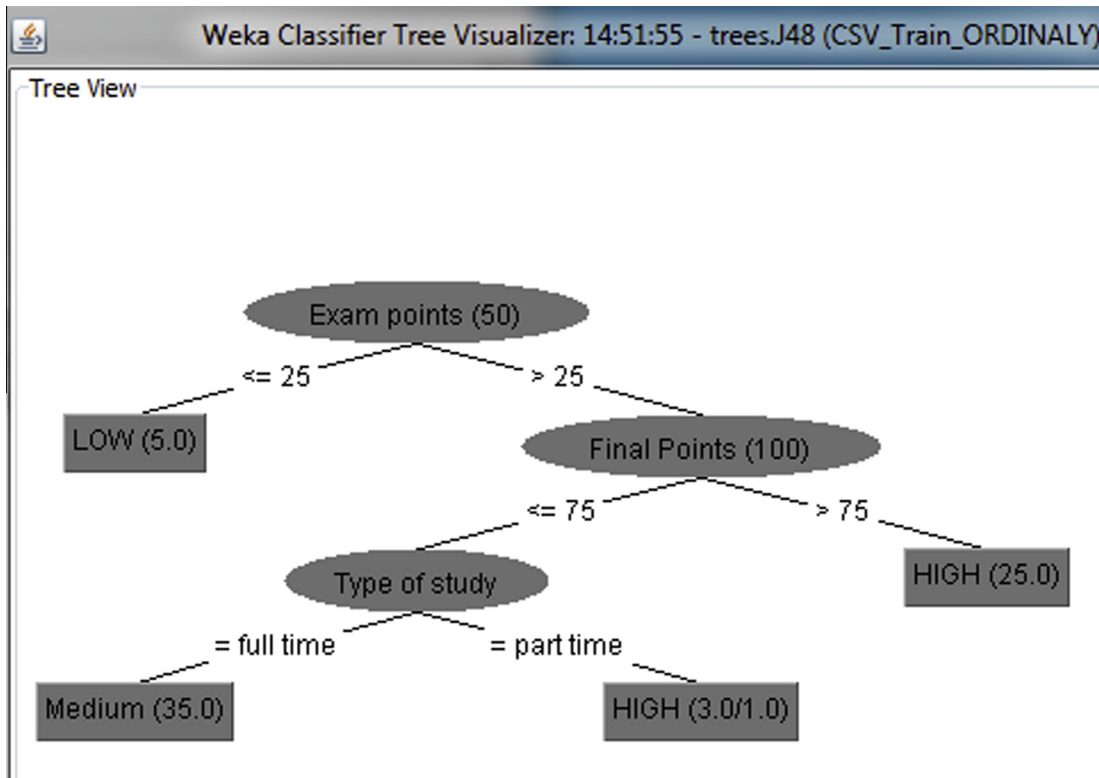 Weka Classifier Tree Visualizer: 14:51:55 - trees.J48 (CSV_Train_ORDINALY)
Tree View
Exam points (50)
<= 25
> 25
LOW (5.0)
Final Points (100)
<= 75
> 75
Type of study
HIGH (25.0)
= full time
= part time
Medium (35.0)
HIGH (3.0/1.0)